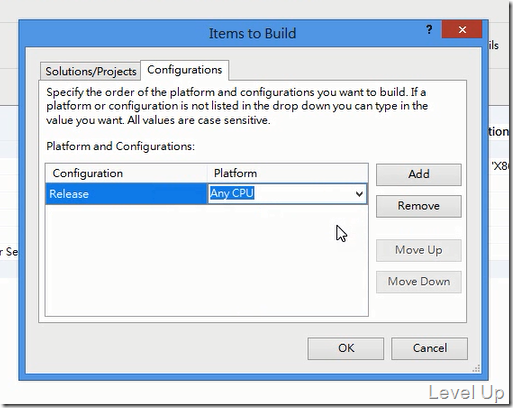 Items to Build
?
ils
Solutions/Projects
Configurations
Specify the order of the platform and configurations you want to build. If a
platform or configuration is not listed in the drop down you can type in the
value you want. All values are case sensitive.
tion
Platform and Configurations:
'X8
Configuration
Platform
Add
Release
Any CPU
Remove
r Se
Move Up
Move Down
OK
Cancel
Level Up